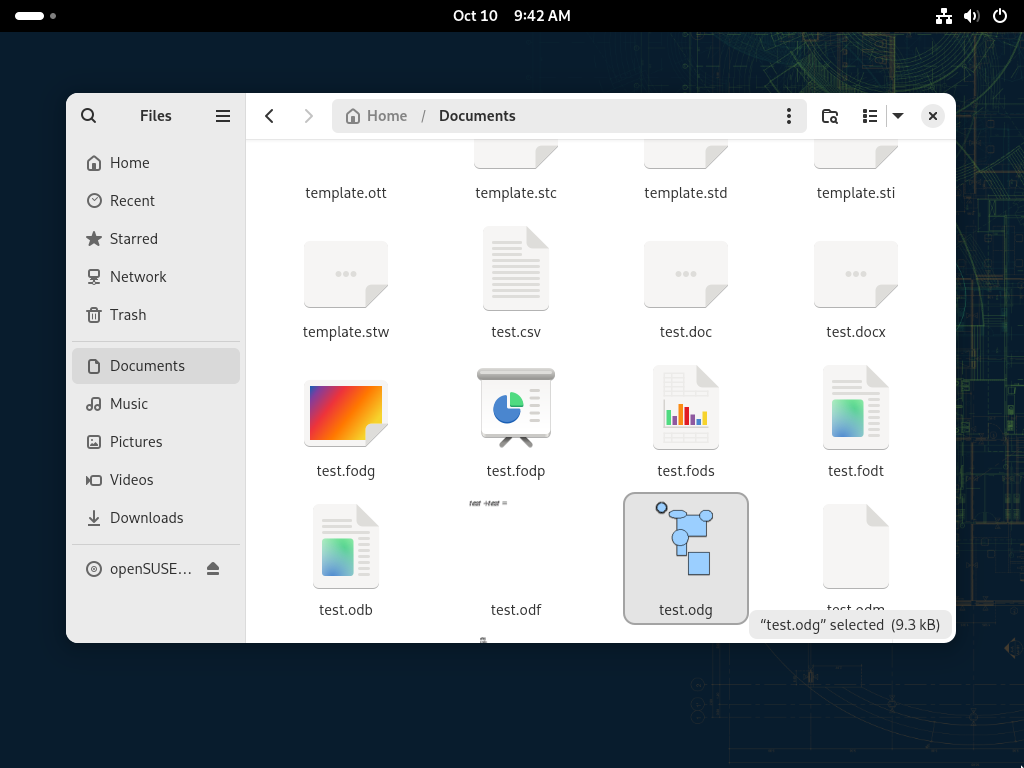 Oct 10 9:42 AM
Files
Home / Documents
Home
Recent
Starred
Network
Trash
Documents
Music
Pictures
Videos
Downloads
openSUSE…
template.ott template.stc template.std template.sti
template.stw test.csv test.doc test.docx
test.fodg test.fodp test.fods test.fodt
test +test =
test.odb test.odf test.odg test.odm
“test.odg” selected (9.3 kB)